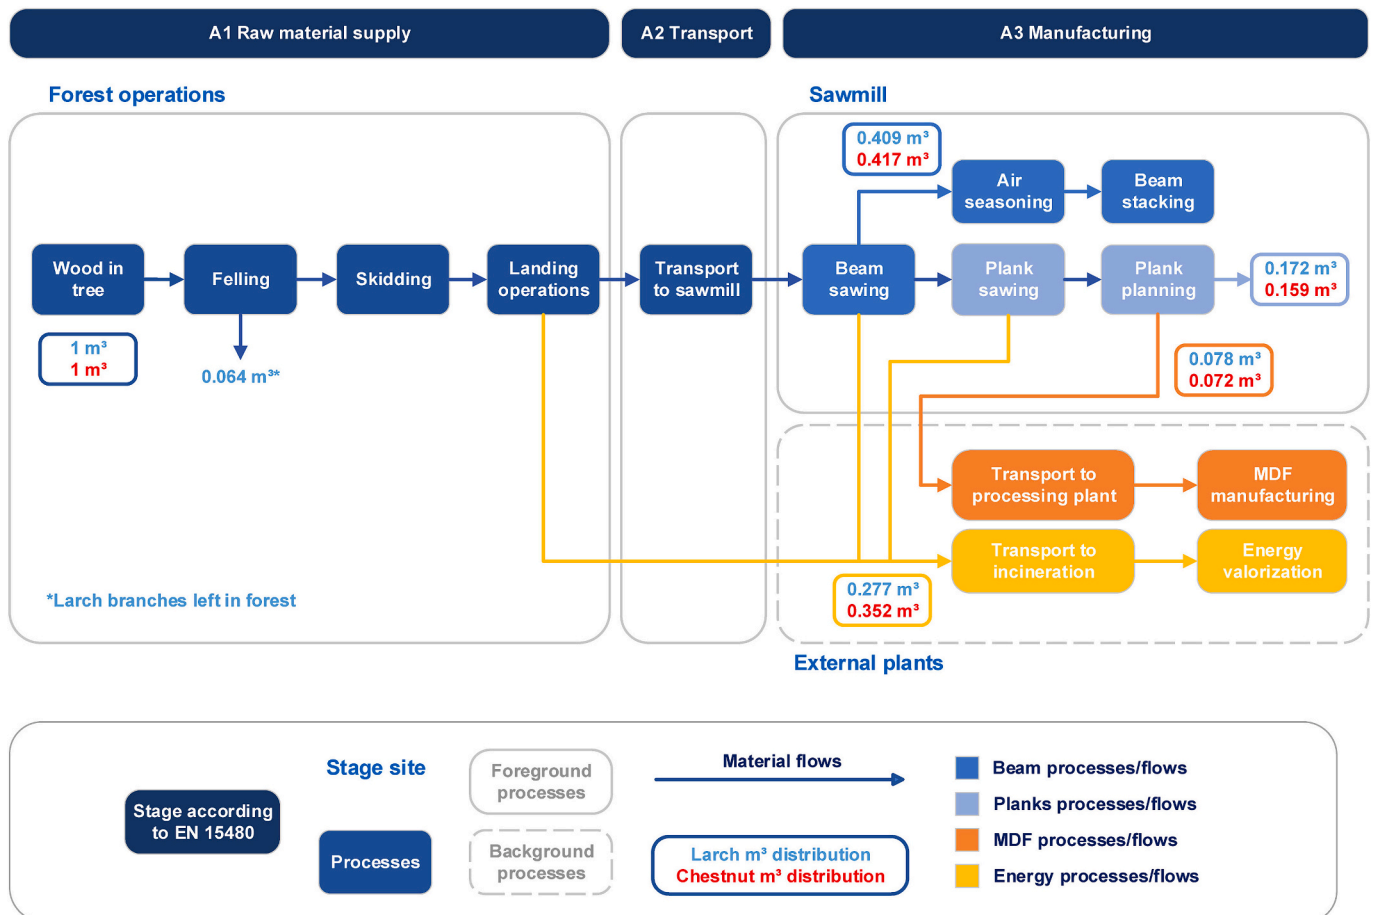 A1 Raw material supply
A2 Transport
A3 Manufacturing
Forest operations
Sawmill
0.409 m³
0.417 m³
Air
seasoning
Beam
stacking
Wood in
tree
Felling
Skidding
Landing
operations
Transport
to sawmill
Beam
sawing
Plank
sawing
Plank
planning
0.172 m³
0.159 m³
1 m³
1 m³
0.064 m³*
0.078 m³
0.072 m³
Transport to
processing plant
MDF
manufacturing
Transport to
incineration
Energy
valorization
0.277 m³
0.352 m³
*Larch branches left in forest
External plants
Stage according
to EN 15480
Stage site
Processes
Foreground
processes
Background
processes
Material flows
Larch m³ distribution
Chestnut m³ distribution
Beam processes/flows
Planks processes/flows
MDF processes/flows
Energy processes/flows